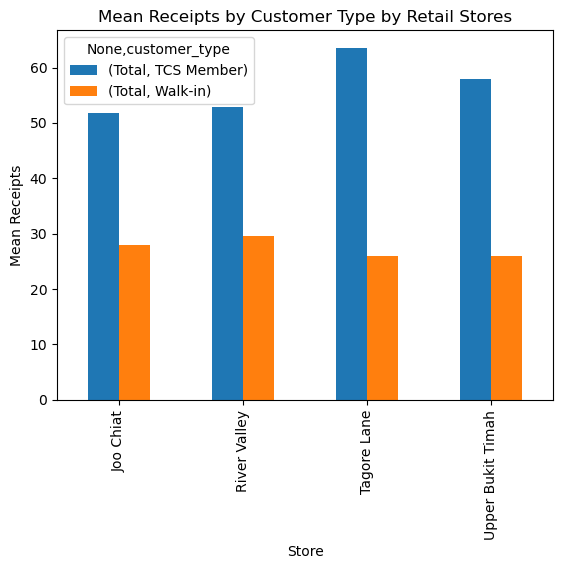 Mean Receipts by Customer Type by Retail Stores
None,customer_type
(Total, TCS Member)
(Total, Walk-in)
Mean Receipts
60
50
40
30
20
10
0
Joo Chiat
River Valley
Tagore Lane
Upper Bukit Timah
Store